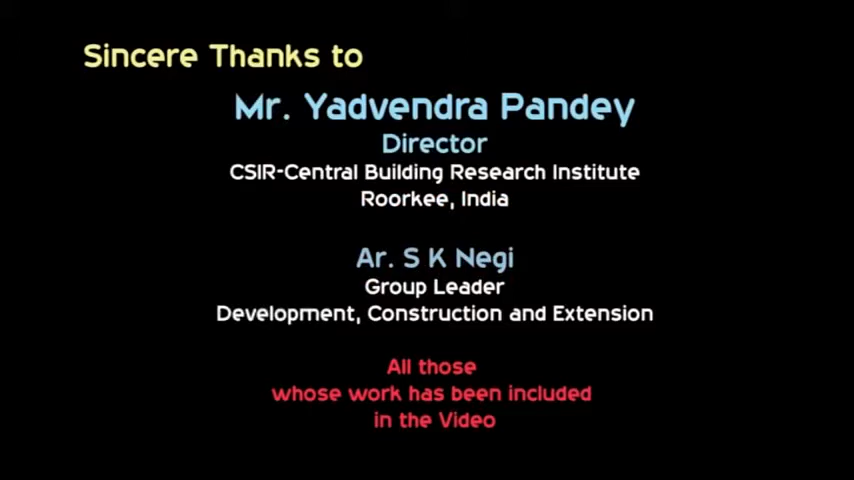 Sincere Thanks to
Mr. Yadvendra Pandey
Director
CSIR-Central Building Research Institute
Roorkee, India
Ar. S K Negi
Group Leader
Development, Construction and Extension
All those
whose work has been included
in the Video